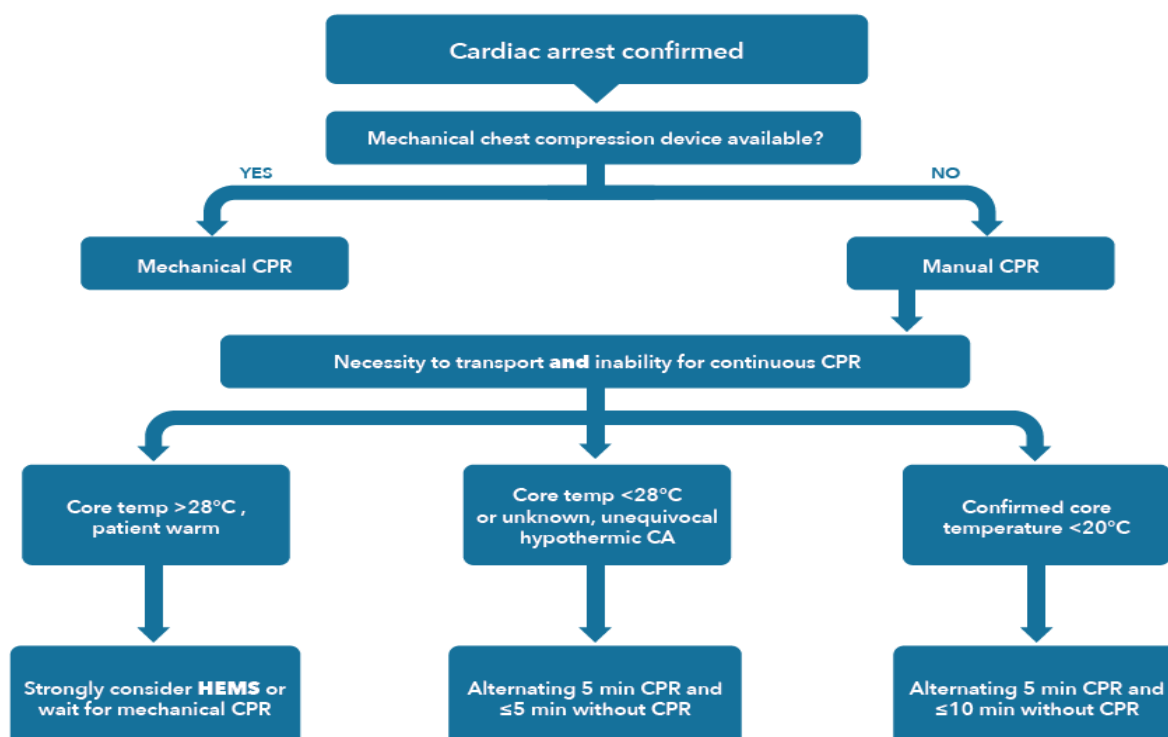 Cardiac arrest confirmed
Mechanical chest compression device available?
YES
NO
Mechanical CPR
Manual CPR
Necessity to transport and inability for continuous CPR
Core temp >28°C ,
patient warm
Core temp <28°C
or unknown, unequivocal
hypothermic CA
Confirmed core
temperature <20°C
Strongly consider HEMS or
wait for mechanical CPR
Alternating 5 min CPR and
≤5 min without CPR
Alternating 5 min CPR and
≤10 min without CPR